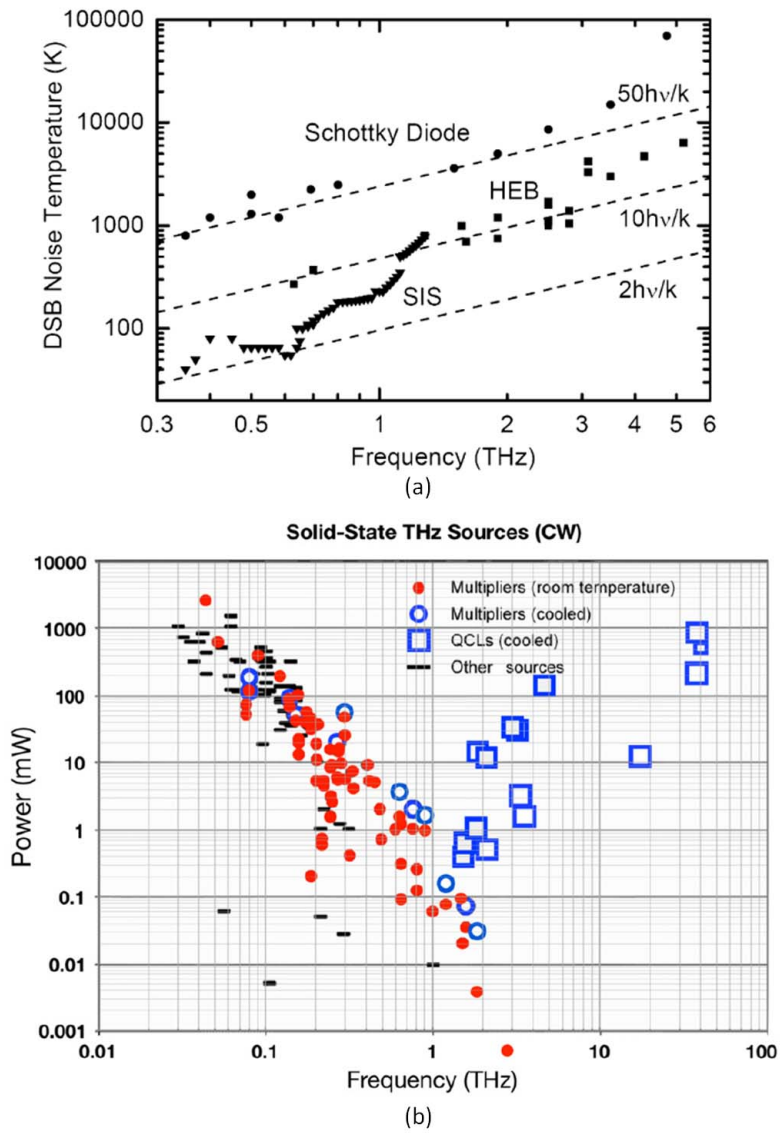 (a)
100000
10000
1000
100
DSB Noise Temperature (K)
Schottky Diode
50hν/k
HEB
10hν/k
SIS
2hν/k
0.3 0.5 1 2 3 4 5 6
Frequency (THz)
(a)
Solid-State THz Sources (CW)
10000
1000
100
10
1
0.1
0.01
0.001
Power (mW)
Multipliers (room temperature)
Multipliers (cooled)
QCLs (cooled)
Other sources
0.01 0.1 1 10 100
Frequency (THz)
(b)